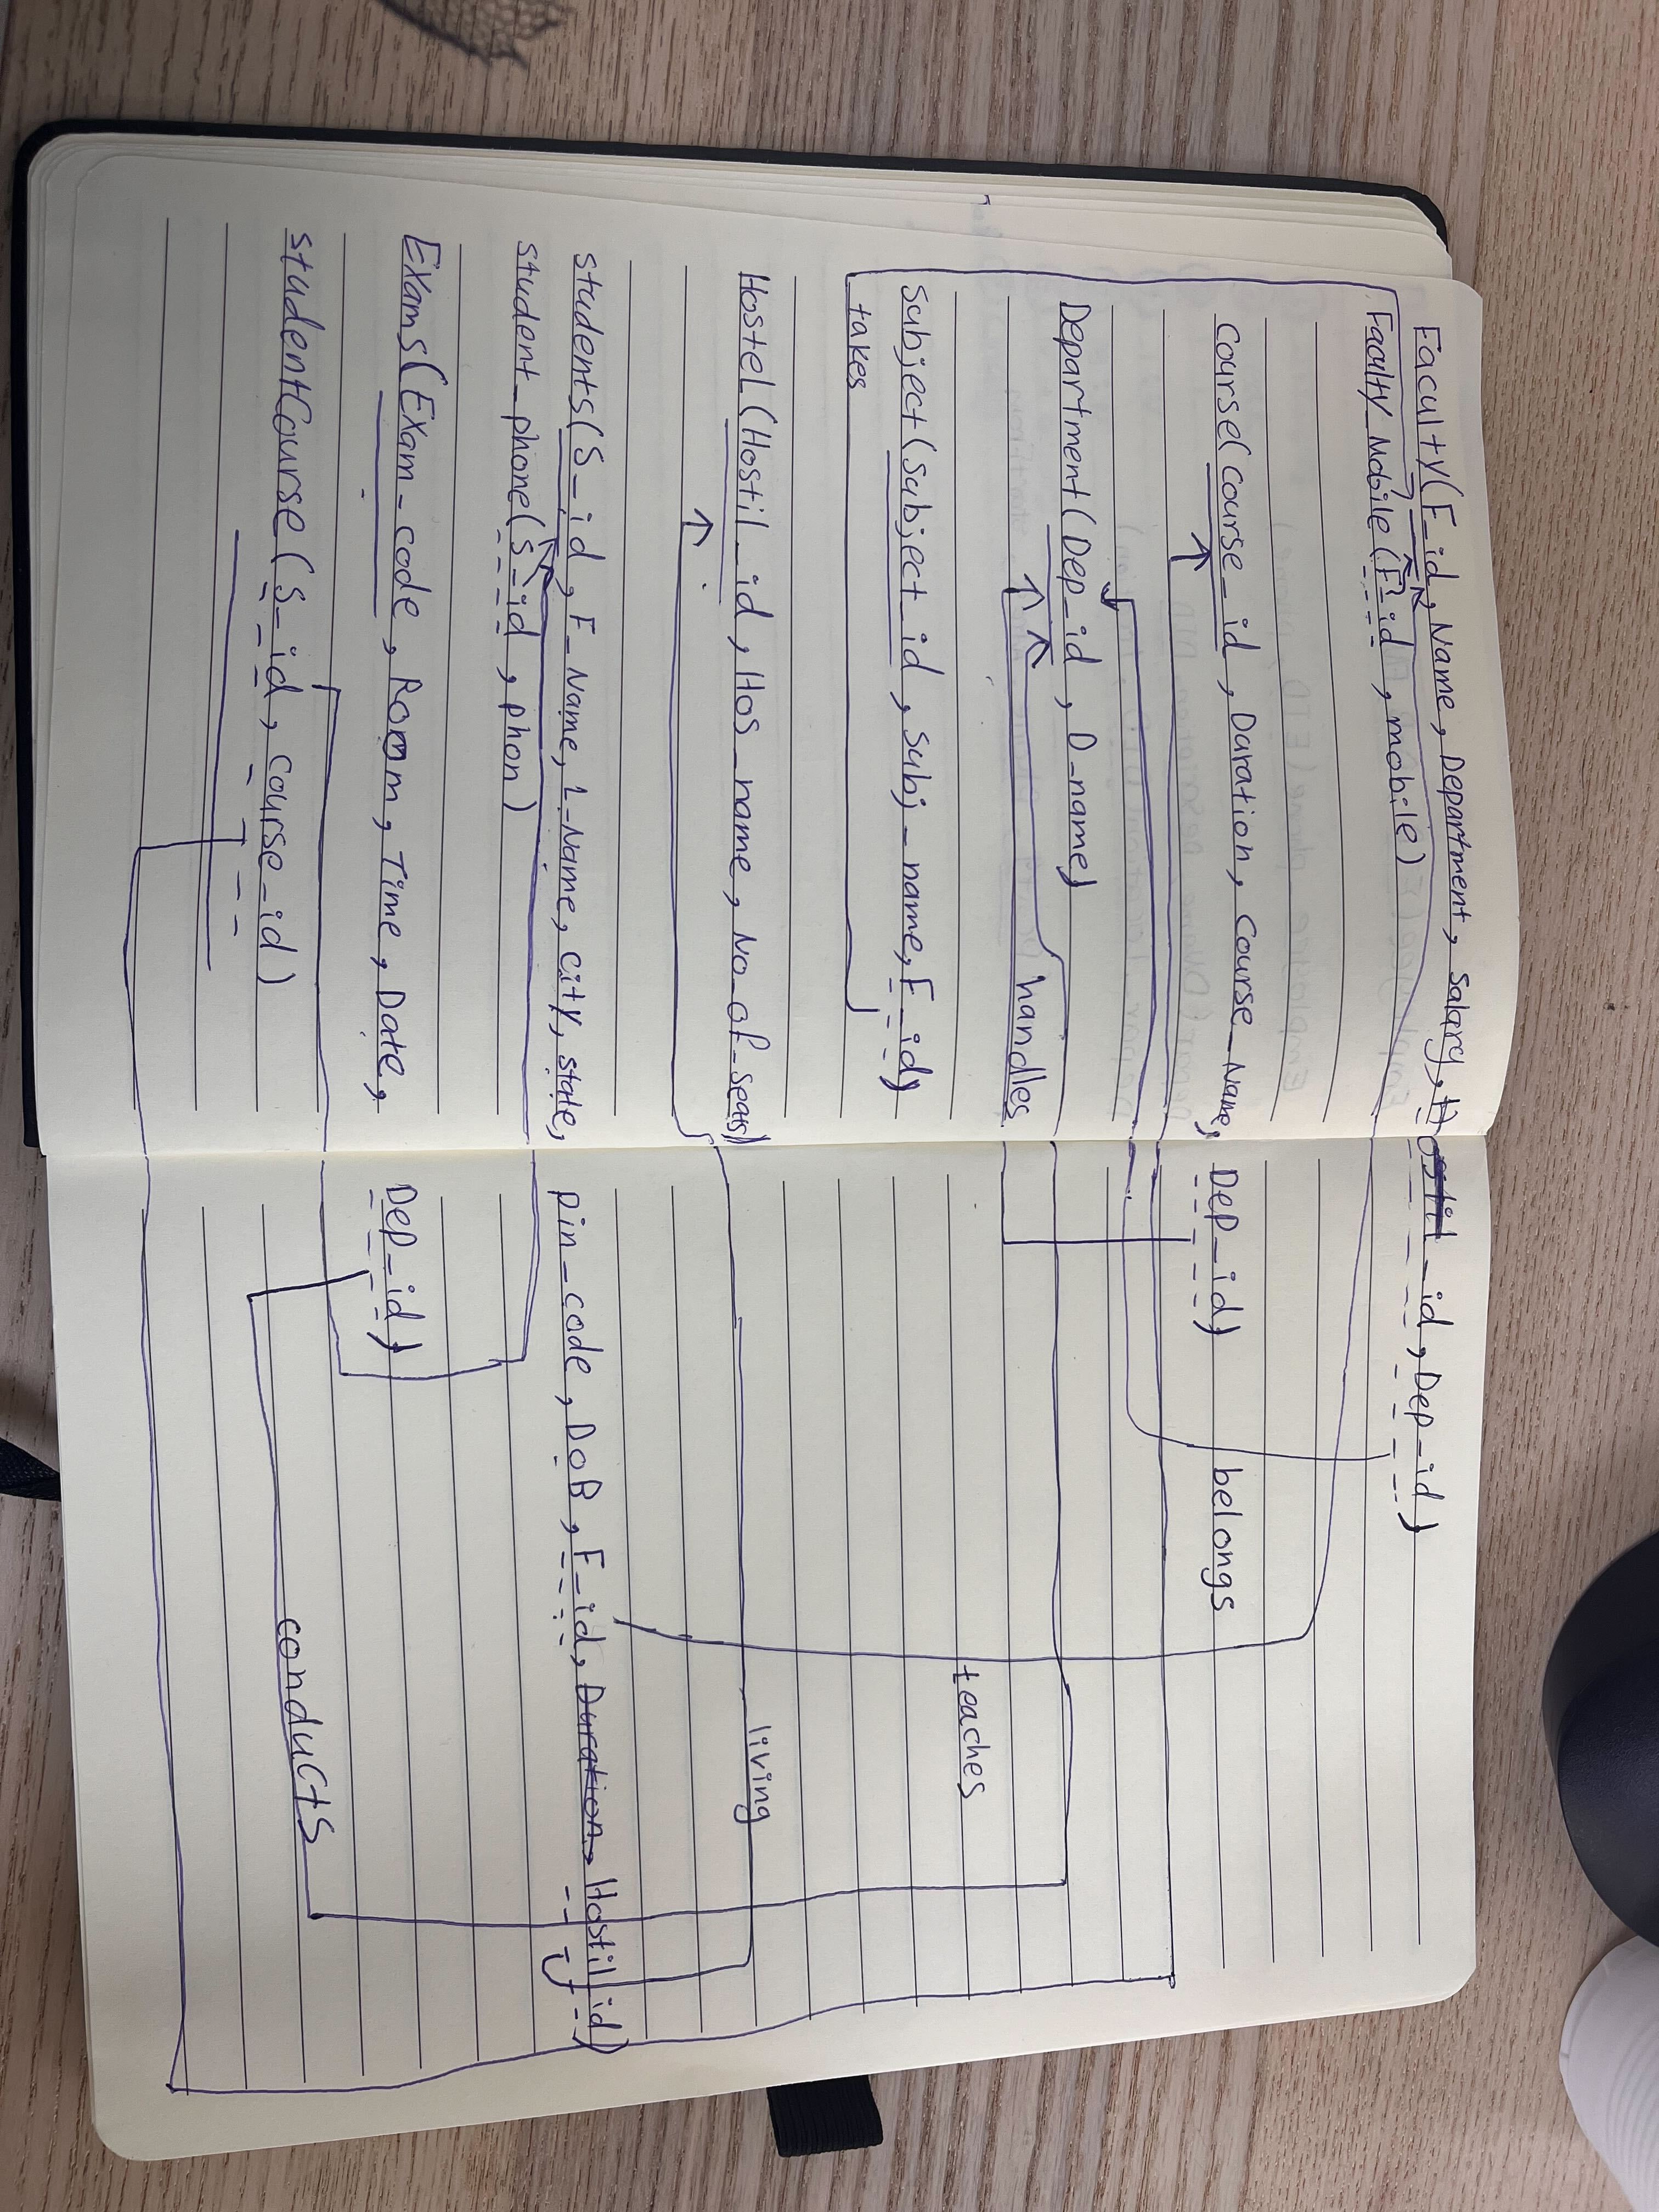 Faculty(F_id, Name, Department, Salary, Hostil_id, Dep_id)
Faculty_Mobile(F_id, mobile)
Course(Course_id, Duration, Course_Name, Dep_id)
belongs
Department(Dep_id, D_name)
handles
Subject(Subject_id, Subj_name, F_id)
teaches
takes
Hostel(Hostil_id, Hos_name, No_of_seats)
living
students(S_id, F_Name, L_Name, City, state, pin_code, DoB, F_id, Duration, Hostil id)
student_phone(S_id, phon)
Exams(Exam_code, Room, Time, Date, Dep_id)
studentCourse(S_id, Course_id)
conducts